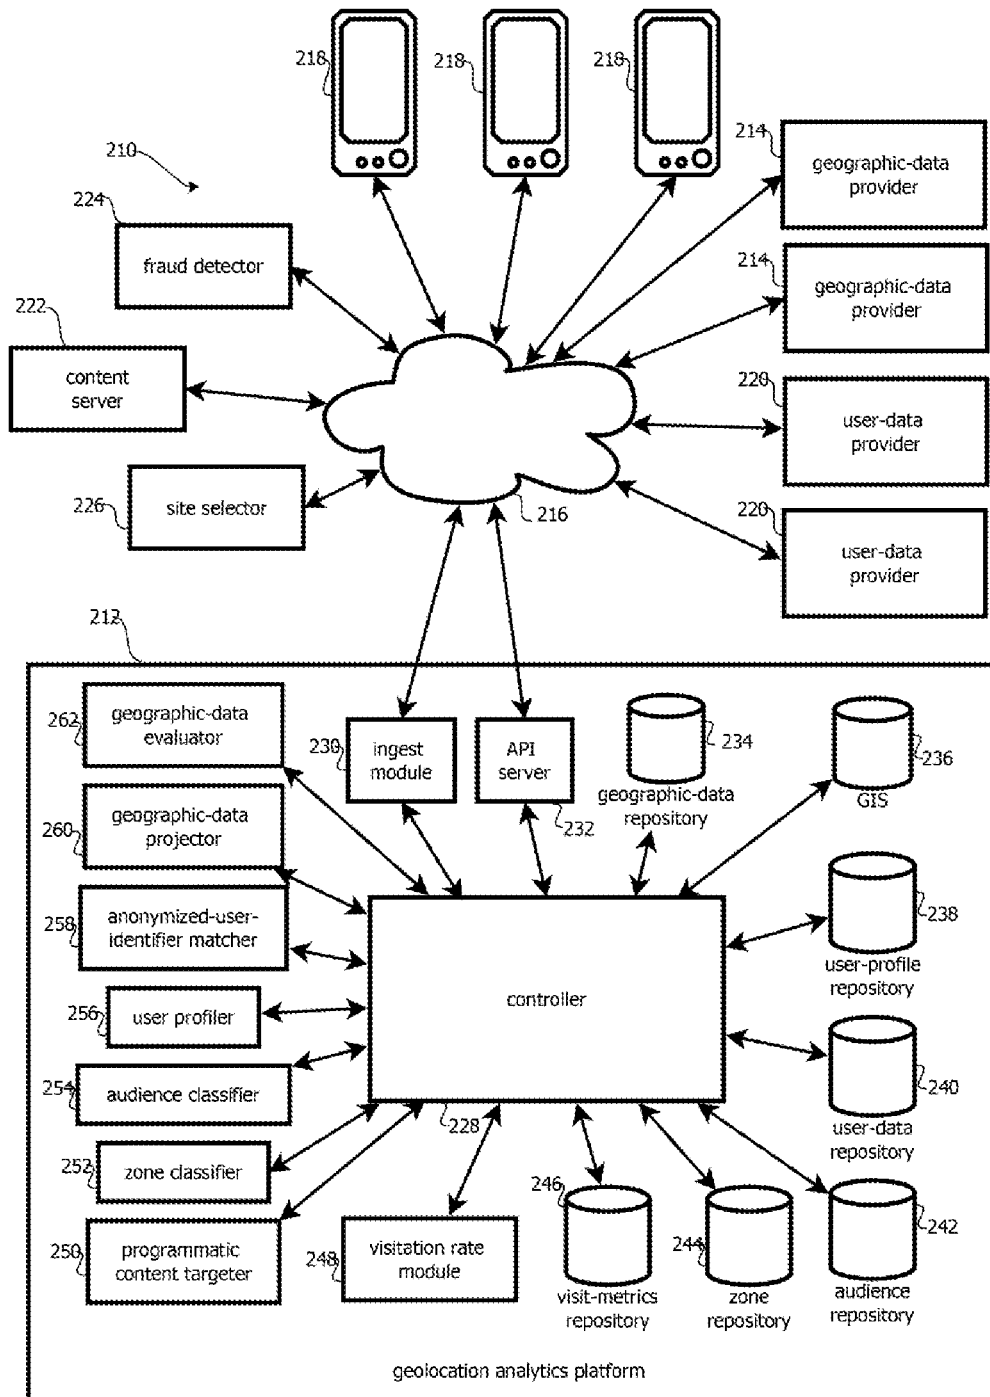 218
218
218
210
214
geographic-data
provider
224
fraud detector
214
geographic-data
provider
222
content
server
220
user-data
provider
226
site selector
216
220
user-data
provider
212
262
geographic-data
evaluator
230
ingest
module
API
server
232
234
geographic-data
repository
236
GIS
260
geographic-data
projector
258
anonymized-user-
identifier matcher
238
user-profile
repository
controller
256
user profiler
254
audience classifier
240
user-data
repository
228
252
zone classifier
250
programmatic
content targeter
248
visitation rate
module
246
visit-metrics
repository
244
zone
repository
242
audience
repository
geolocation analytics platform